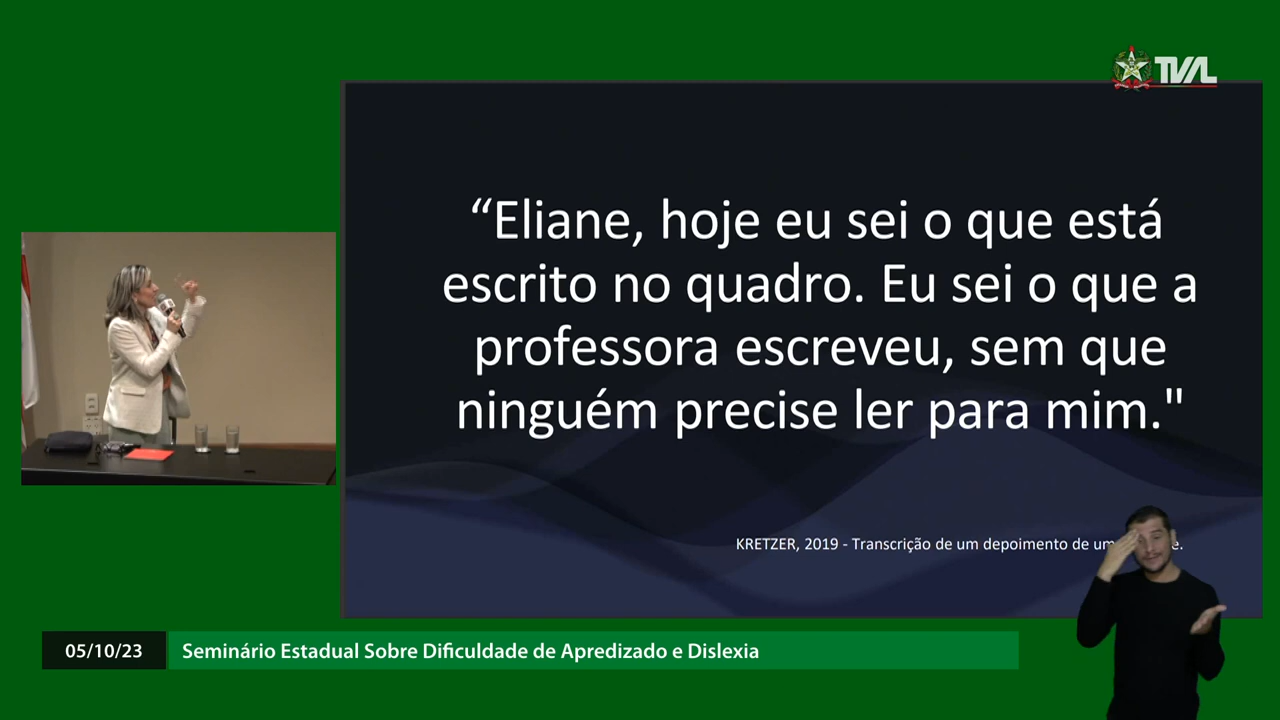 TVAL
“Eliane, hoje eu sei o que está
escrito no quadro. Eu sei o que a
professora escreveu, sem que
ninguém precise ler para mim."
KRETZER, 2019 - Transcrição de um depoimento de
05/10/23
Seminário Estadual Sobre Dificuldade de Apredizado e Dislexia